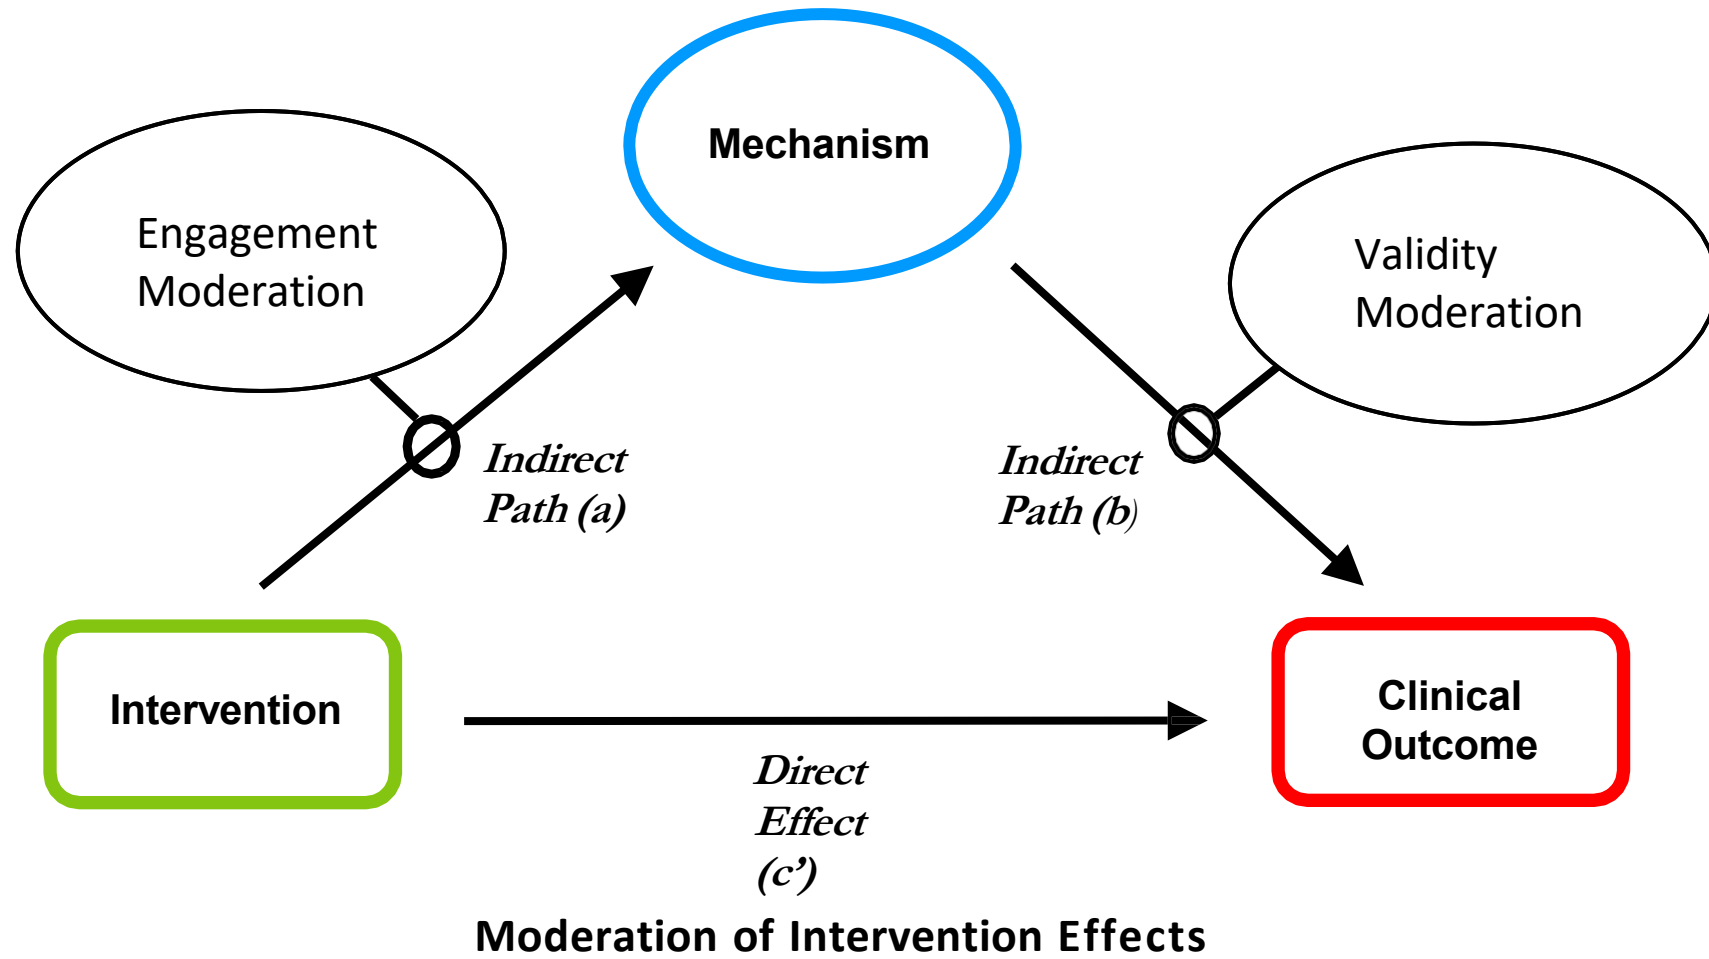 Mechanism
Engagement
Moderation
Validity
Moderation
Indirect
Path (a)
Indirect
Path (b)
Intervention
Clinical
Outcome
Direct
Effect
(c’)
Moderation of Intervention Effects